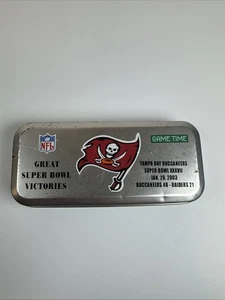 NFL
GREAT
SUPER BOWL
VICTORIES
GAME TIME
TAMPA BAY BUCCANEERS
SUPER BOWL XXXVII
JAN. 26, 2003
BUCCANEERS 48 - RAIDERS 21